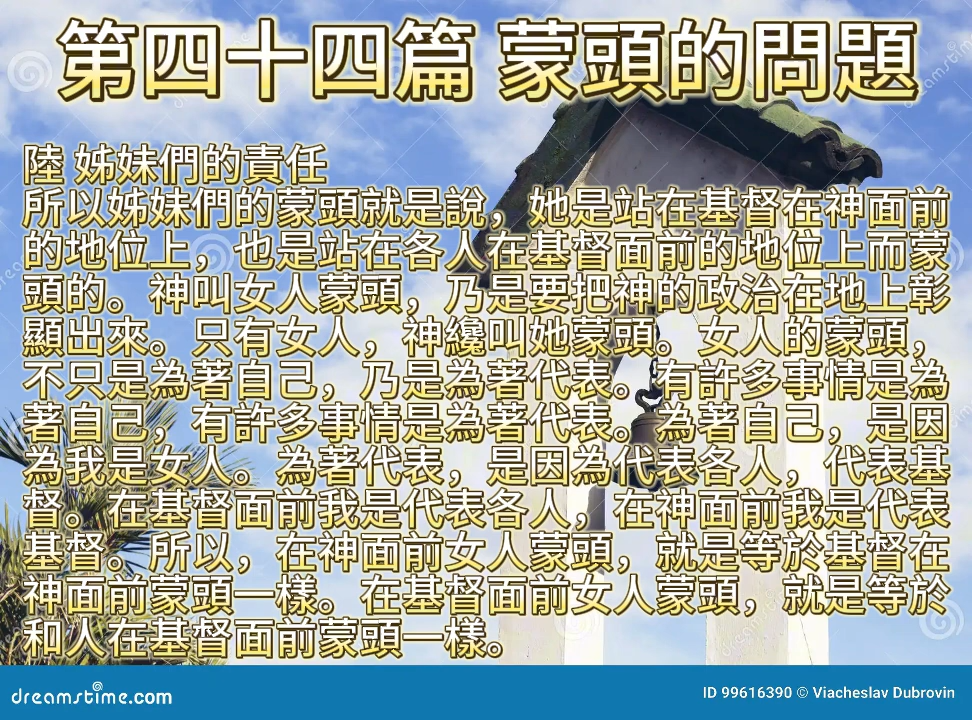 第四十四篇 蒙頭的問題
陸 姊妹們的責任
所以姊妹們的蒙頭就是說，她是站在基督在神面前
的地位上，也是站在各人在基督面前的地位上而蒙
頭的。神叫女人蒙頭，乃是要把神的政治在地上彰
顯出來。只有女人，神纔叫她蒙頭。女人的蒙頭，
不只是為著自己，乃是為著代表。有許多事情是為
著自己，有許多事情是為著代表。為著自己，是因
為我是女人。為著代表，是因為代表各人，代表基
督。在基督面前我是代表各人，在神面前我是代表
基督。所以，在神面前女人蒙頭，就是等於基督在
神面前蒙頭一樣。在基督面前女人蒙頭，就是等於
和人在基督面前蒙頭一樣。
dreamstime.com
ID 99616390 © Viacheslav Dubrovin